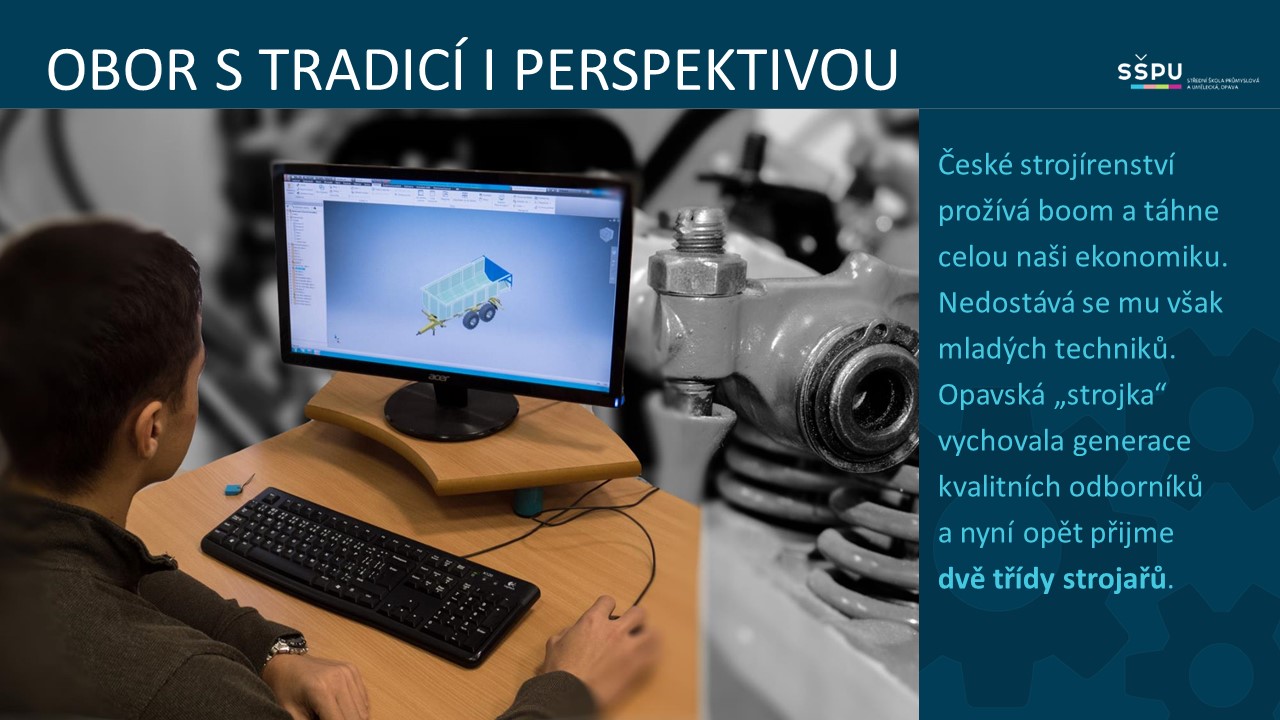 OBOR S TRADICÍ I PERSPEKTIVOU
SŠPU
STŘEDNÍ ŠKOLA PRŮMYSLOVÁ
A UMĚLECKÁ, OPAVA
České strojírenství
prožívá boom a táhne
celou naši ekonomiku.
Nedostává se mu však
mladých techniků.
Opavská „strojka“
vychovala generace
kvalitních odborníků
a nyní opět přijme
dvě třídy strojařů.
acer